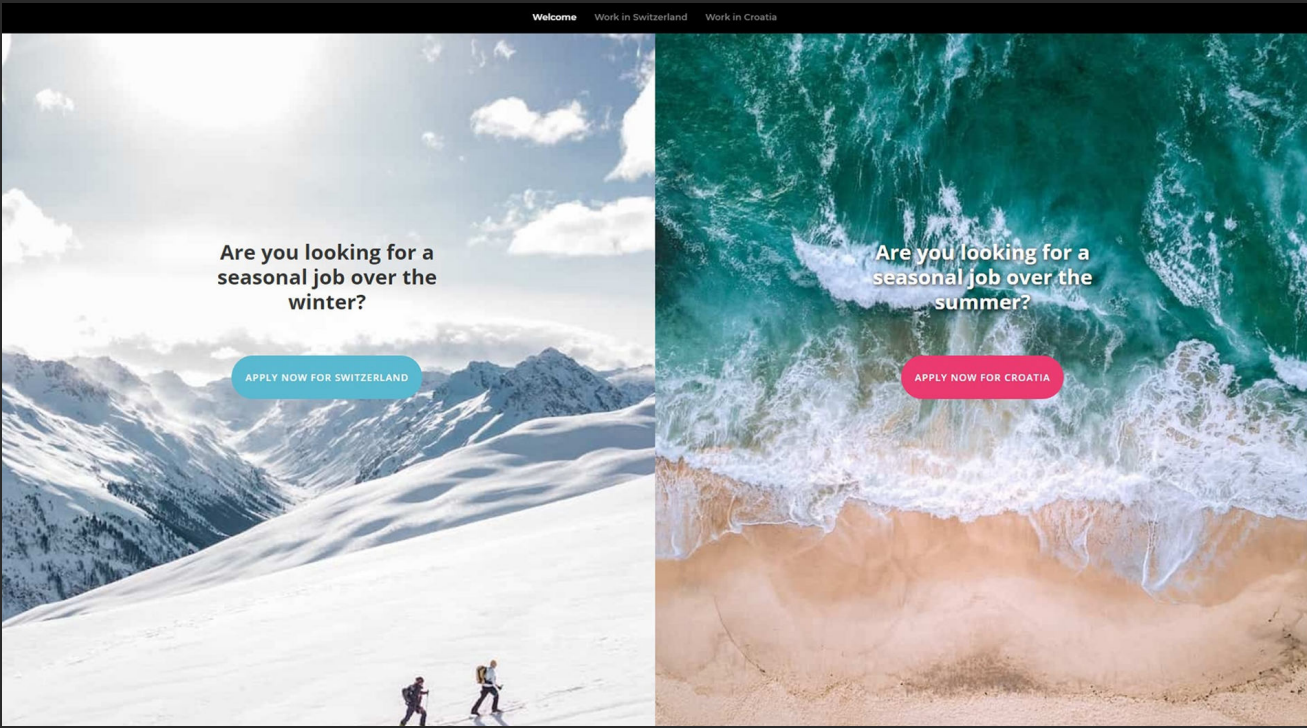 Welcome Work in Switzerland Work in Croatia
Are you looking for a
seasonal job over the
winter?
APPLY NOW FOR SWITZERLAND
Are you looking for a
seasonal job over the
summer?
APPLY NOW FOR CROATIA